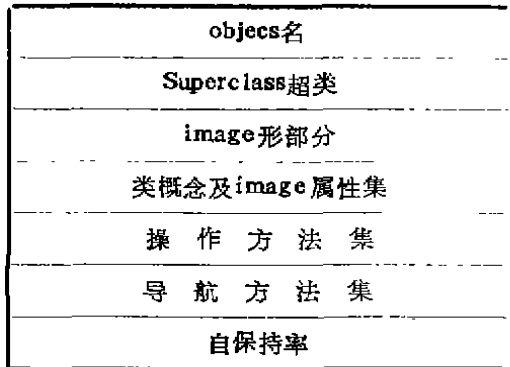 objecs名
Superclass超类
image形部分
类概念及image属性集
操作方法集
导航方法集
自保持率